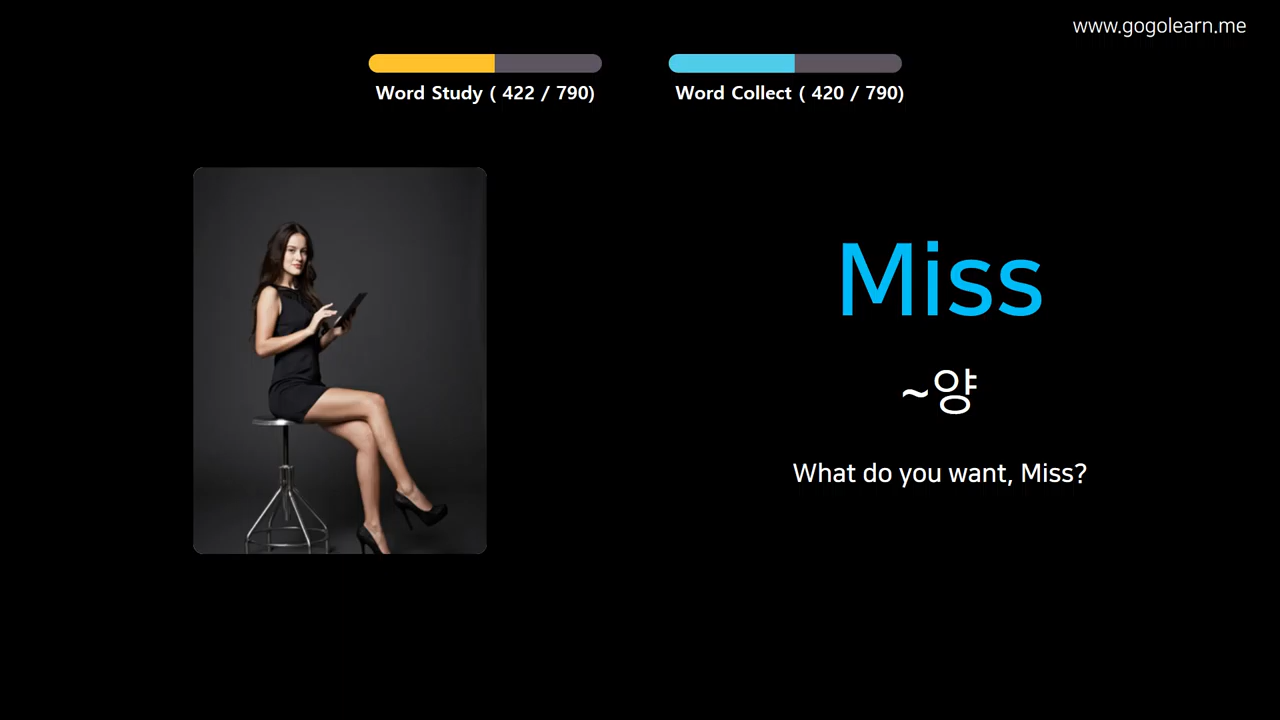 www.gogolearn.me
Word Study ( 422 / 790)
Word Collect ( 420 / 790)
Miss
~양
What do you want, Miss?